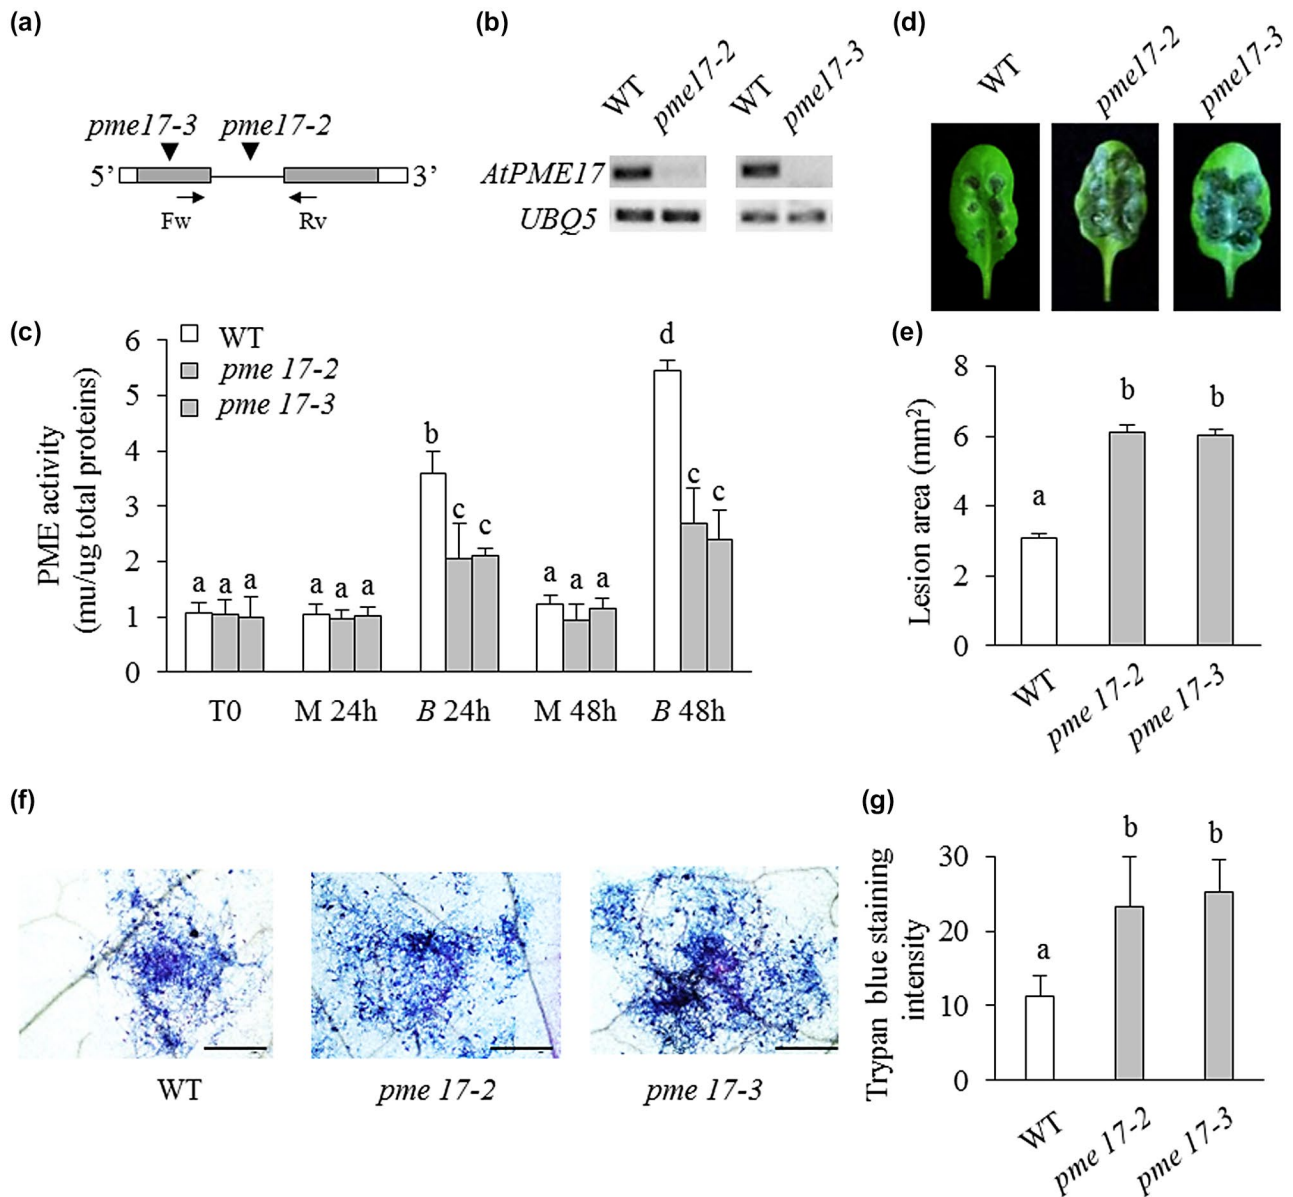 (a)
pme17-3 pme17-2
5’ 3’
Fw Rv
(b)
WT pme17-2 WT pme17-3
AtPME17
UBQ5
(d)
WT pme17-2 pme17-3
(c)
PME activity
(mu/ug total proteins)
6
5
4
3
2
1
0
WT
pme 17-2
pme 17-3
a a a a a a b c c a a a d c c
T0 M 24h B 24h M 48h B 48h
(e)
Lesion area (mm2)
8
6
4
2
0
a b b
WT pme 17-2 pme 17-3
(f)
WT pme 17-2 pme 17-3
(g)
Trypan blue staining
intensity
30
20
10
0
a b b
WT pme 17-2 pme 17-3